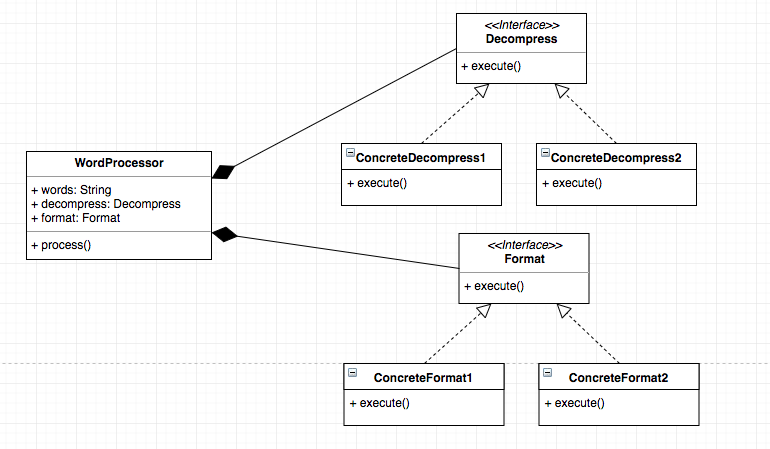 <<Interface>>
Decompress
+ execute()
ConcreteDecompress1
+ execute()
ConcreteDecompress2
+ execute()
WordProcessor
+ words: String
+ decompress: Decompress
+ format: Format
+ process()
<<Interface>>
Format
+ execute()
ConcreteFormat1
+ execute()
ConcreteFormat2
+ execute()